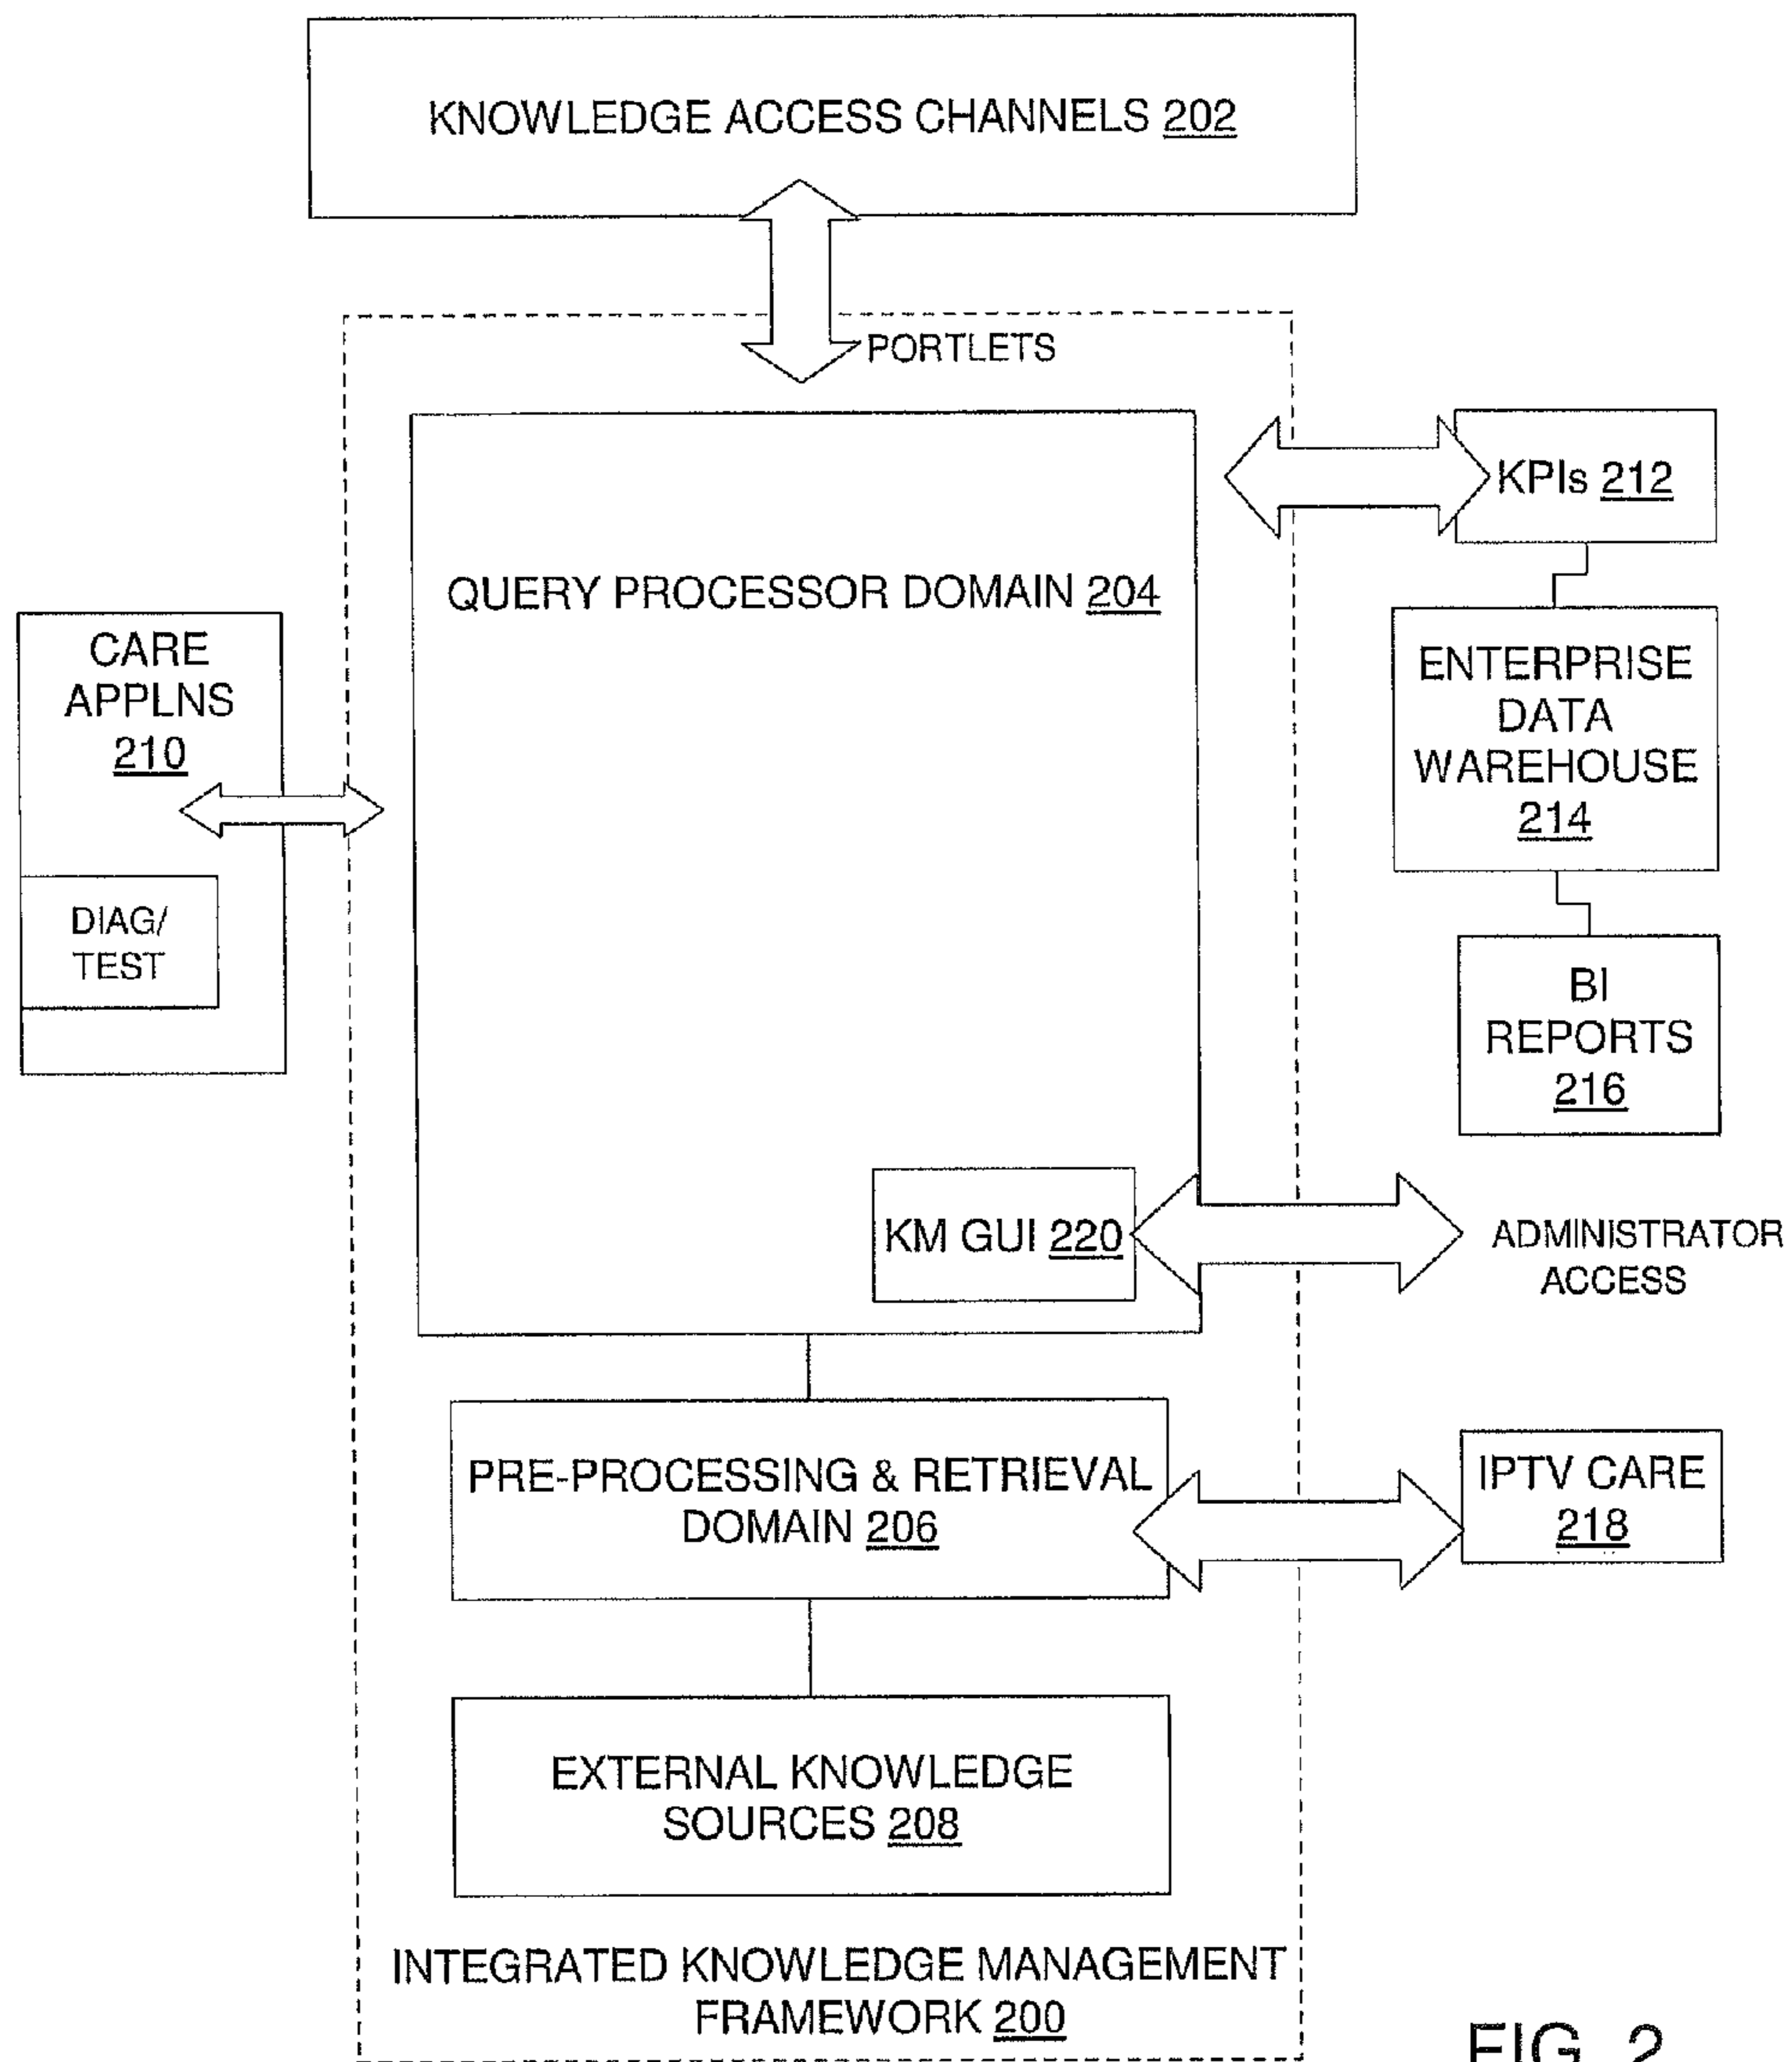 KNOWLEDGE ACCESS CHANNELS 202
PORTLETS
KPIs 212
QUERY PROCESSOR DOMAIN 204
CARE
APPLNS
210
DIAG/
TEST
ENTERPRISE
DATA
WAREHOUSE
214
BI
REPORTS
216
KM GUI 220
ADMINISTRATOR
ACCESS
PRE-PROCESSING & RETRIEVAL
DOMAIN 206
IPTV CARE
218
EXTERNAL KNOWLEDGE
SOURCES 208
INTEGRATED KNOWLEDGE MANAGEMENT
FRAMEWORK 200
FIG. 2